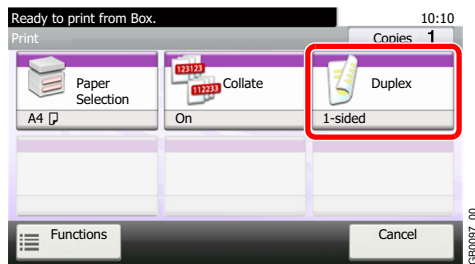 Ready to print from Box.
10:10
Print
Copies 1
123123
112233
Paper
Selection
Collate
Duplex
A4
On
1-sided
Functions
Cancel
GB0097_00